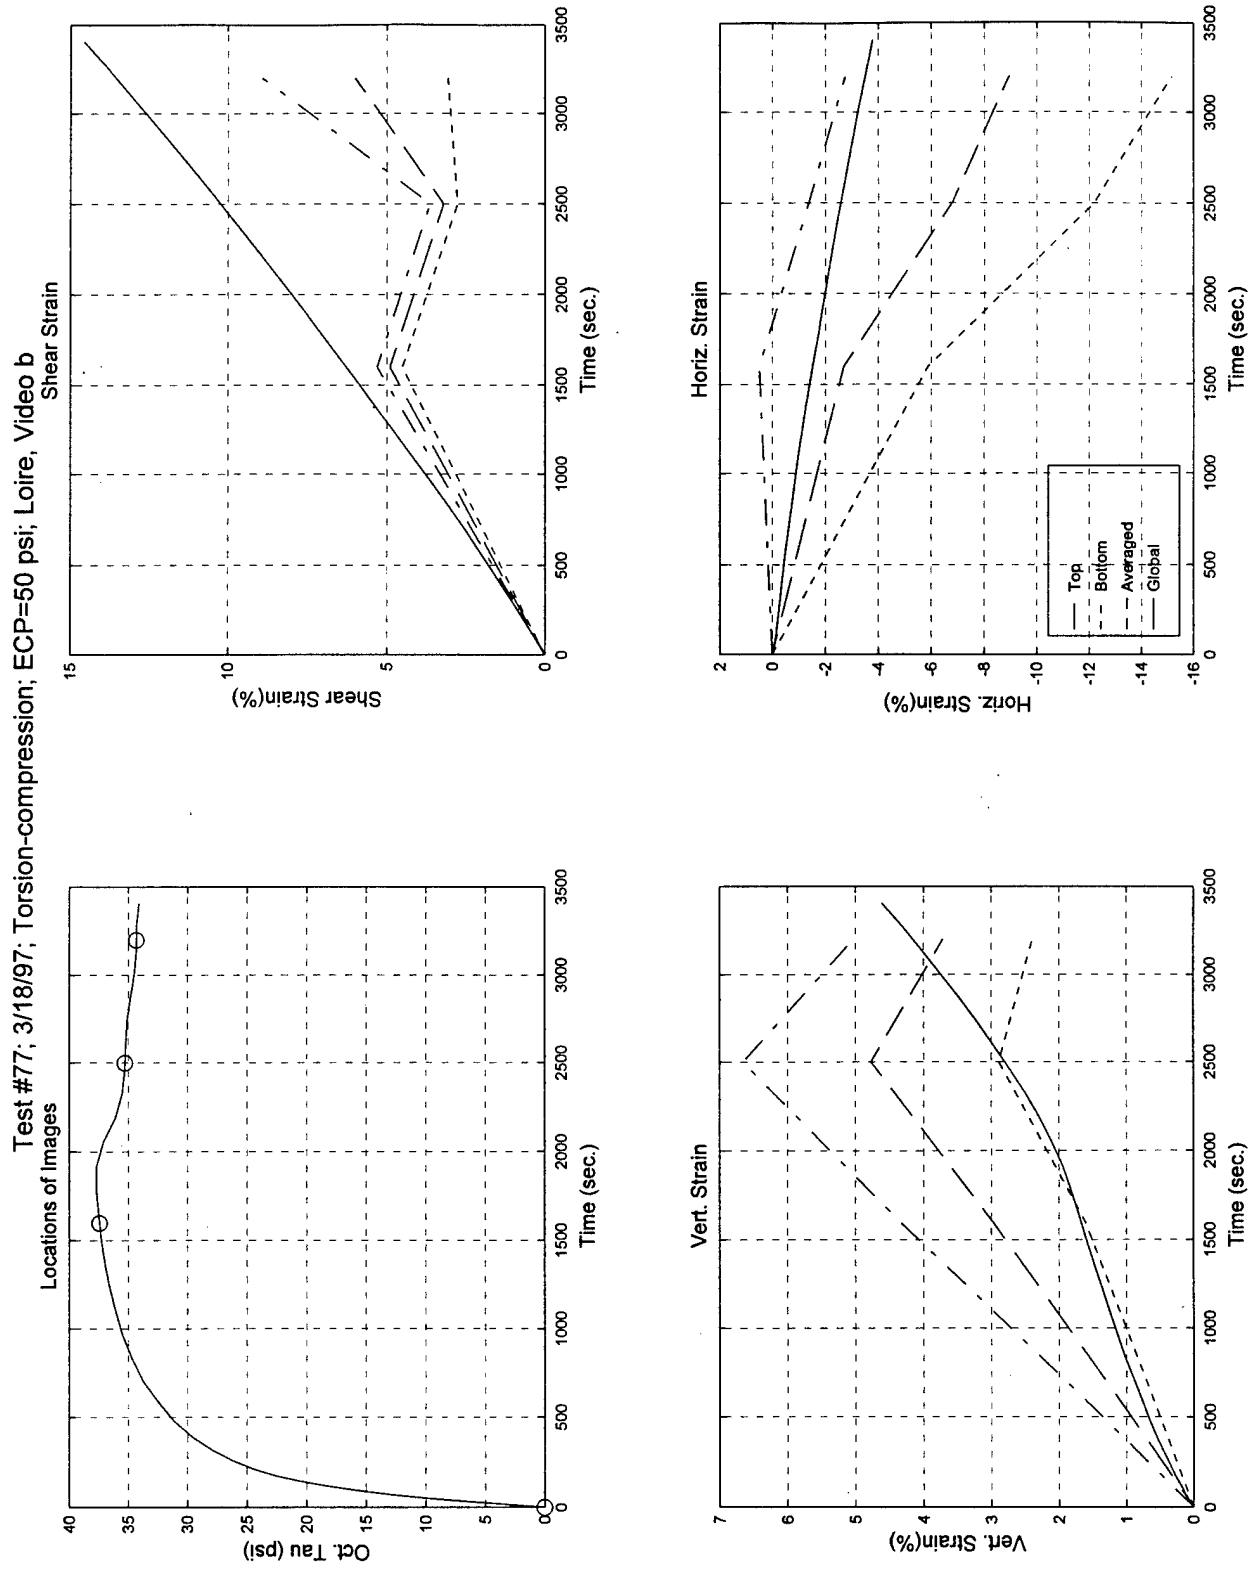 Test #77; 3/18/97; Torsion-compression; ECP=50 psi; Loire, Video b
Locations of Images
40
35
30
25
20
15
10
5
0
Oct. Tau (psi)
0 500 1000 1500 2000 2500 3000 3500
Time (sec.)
Shear Strain
15
10
5
0
Shear Strain(%)
0 500 1000 1500 2000 2500 3000 3500
Time (sec.)
Vert. Strain
7
6
5
4
3
2
1
0
Vert. Strain(%)
0 500 1000 1500 2000 2500 3000 3500
Time (sec.)
Horiz. Strain
2
0
-2
-4
-6
-8
-10
-12
-14
-16
Horiz. Strain(%)
Top
Bottom
Averaged
Global
0 500 1000 1500 2000 2500 3000 3500
Time (sec.)